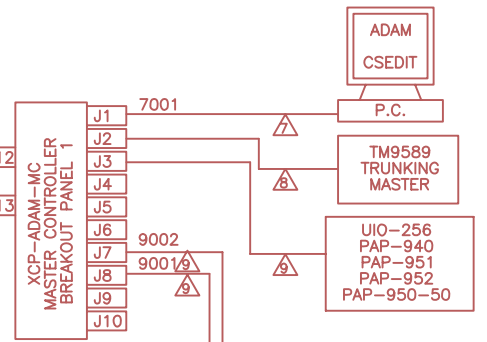 ADAM
CSEDIT
P.C.
7001
7
J1
J2
J3
J4
J5
J6
J7
J8
J9
J10
XCP-ADAM-MC
MASTER CONTROLLER
BREAKOUT PANEL 1
TM9589
TRUNKING
MASTER
8
UIO-256
PAP-940
PAP-951
PAP-952
PAP-950-50
9
9002
9
9001
9